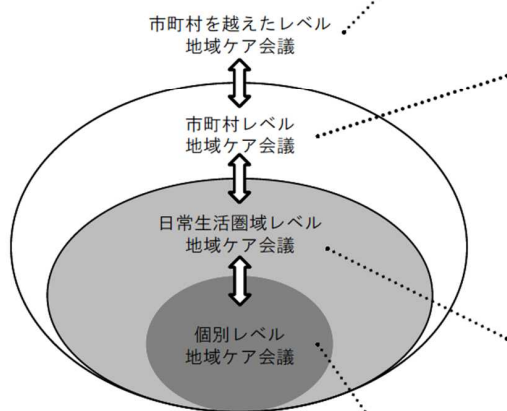 市町村を越えたレベル
地域ケア会議
市町村レベル
地域ケア会議
日常生活圏域レベル
地域ケア会議
個別レベル
地域ケア会議